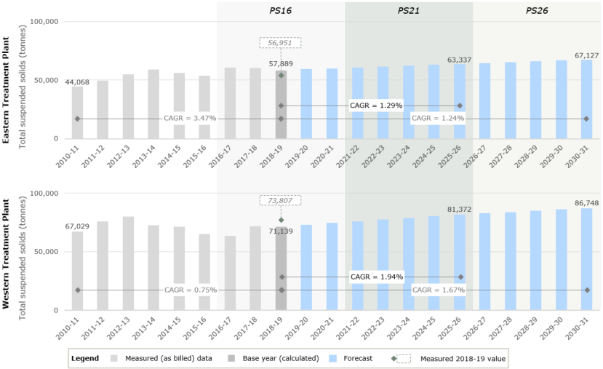 PS16 PS21 PS26
Eastern Treatment Plant
Total suspended solids (tonnes)
100,000
50,000
0
44,068
56,951
57,889
63,337
67,127
CAGR = 1.29%
CAGR = 3.47%
CAGR = 1.24%
2010-11 2011-12 2012-13 2013-14 2014-15 2015-16 2016-17 2017-18 2018-19 2019-20 2020-21 2021-22 2022-23 2023-24 2024-25 2025-26 2026-27 2027-28 2028-29 2029-30 2030-31
Western Treatment Plant
Total suspended solids (tonnes)
100,000
50,000
0
67,029
73,807
71,139
81,372
86,748
CAGR = 1.94%
CAGR = 0.75%
CAGR = 1.67%
2010-11 2011-12 2012-13 2013-14 2014-15 2015-16 2016-17 2017-18 2018-19 2019-20 2020-21 2021-22 2022-23 2023-24 2024-25 2025-26 2026-27 2027-28 2028-29 2029-30 2030-31
Legend Measured (as billed) data Base year (calculated) Forecast Measured 2018-19 value